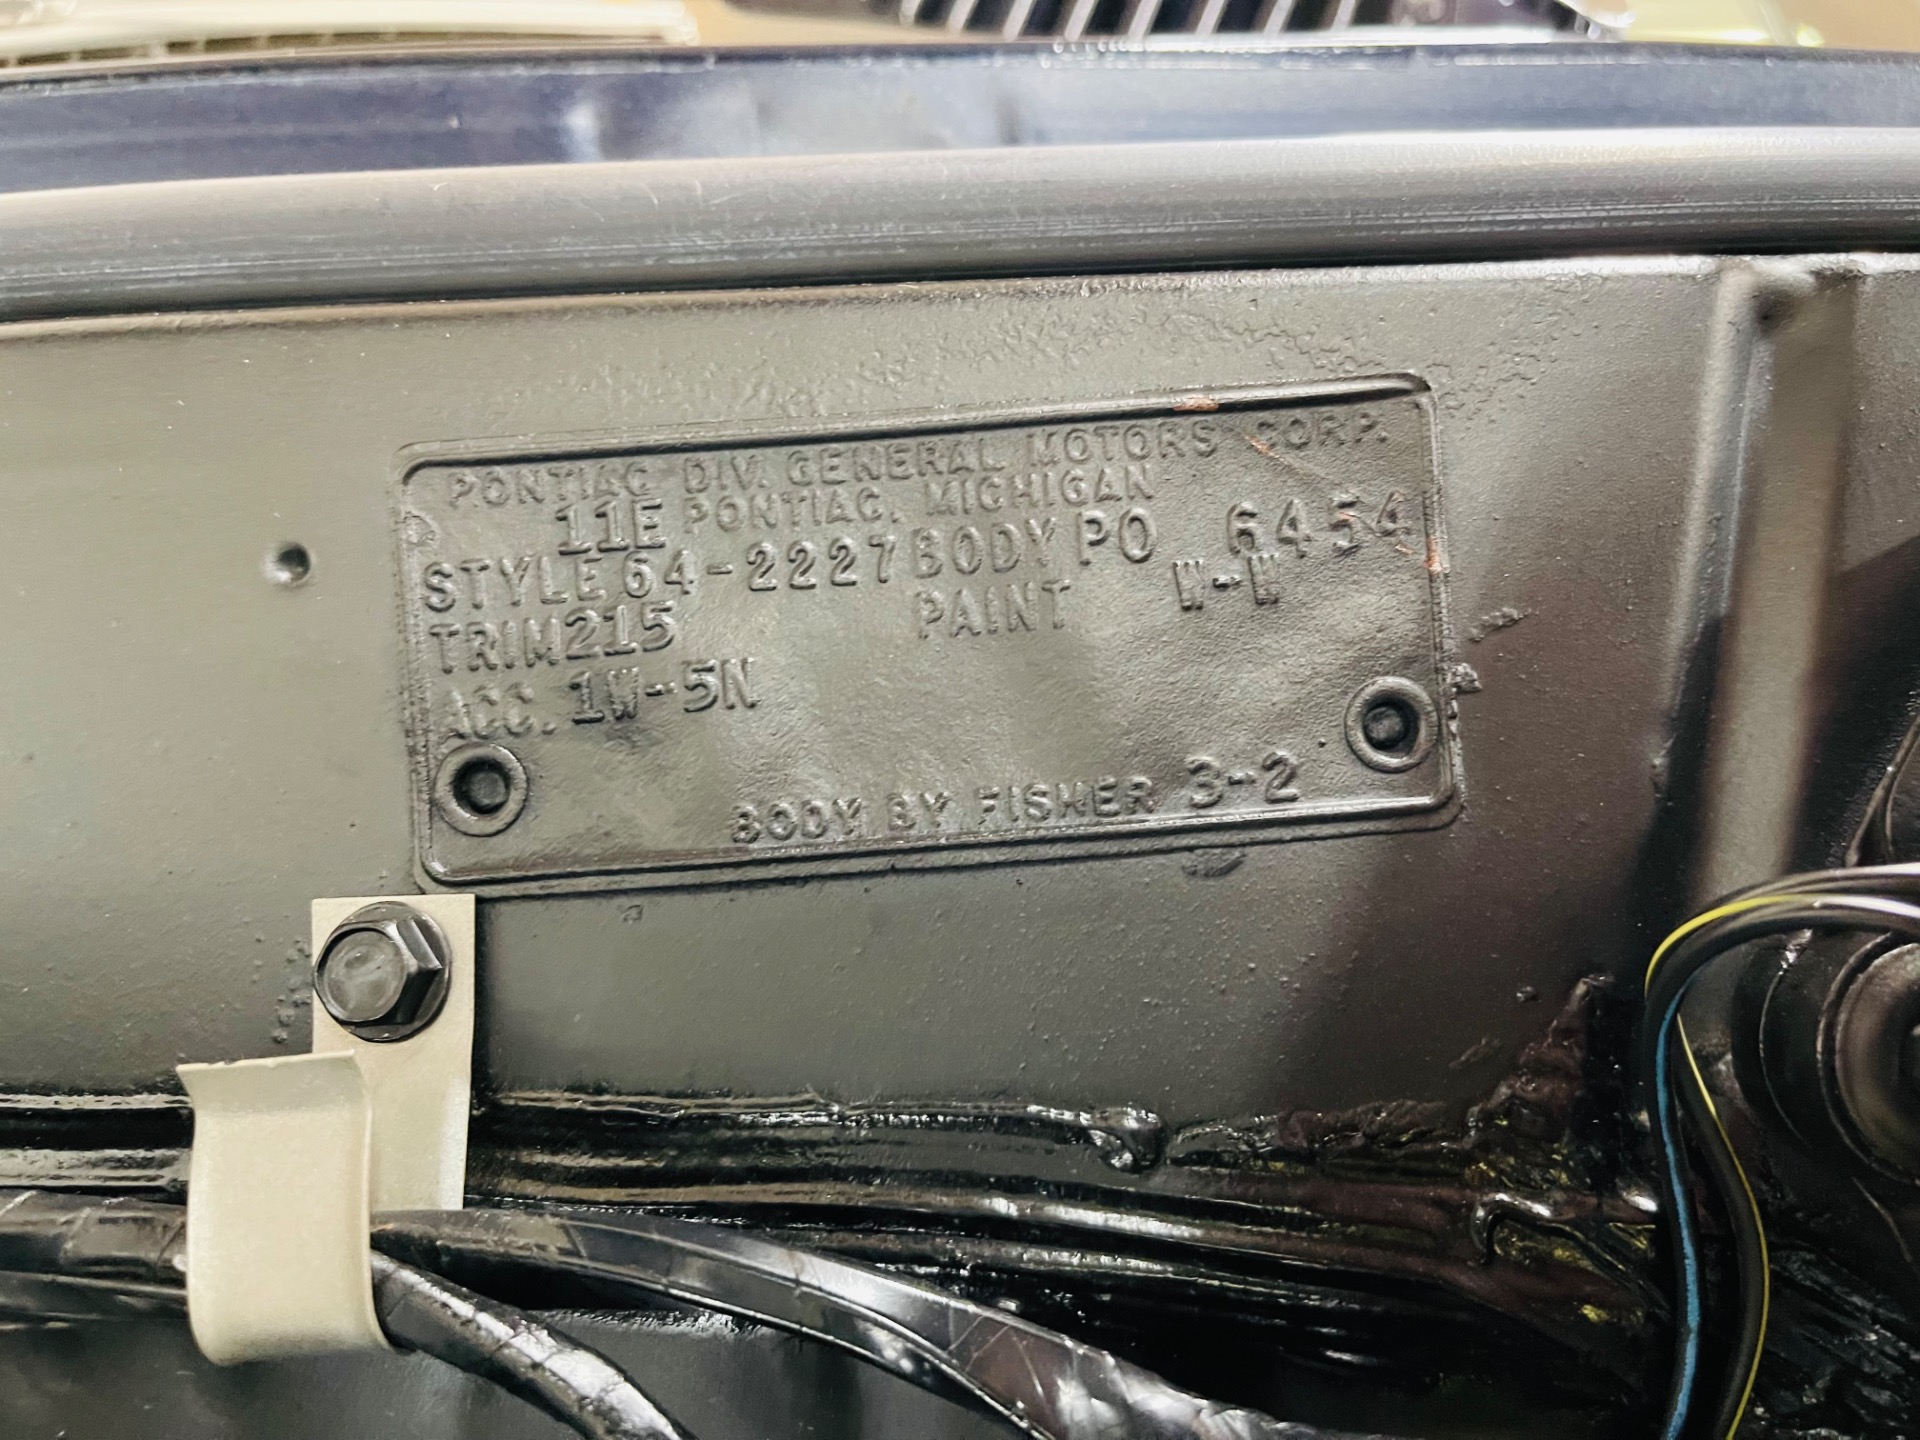 PONTIAC DIV. GENERAL MOTORS CORP.
11E PONTIAC, MICHIGAN
STYLE 64-2227 BODY PO 6454
TRIM 215 PAINT W-W
ACC. 1W-5N
BODY BY FISHER 3-2